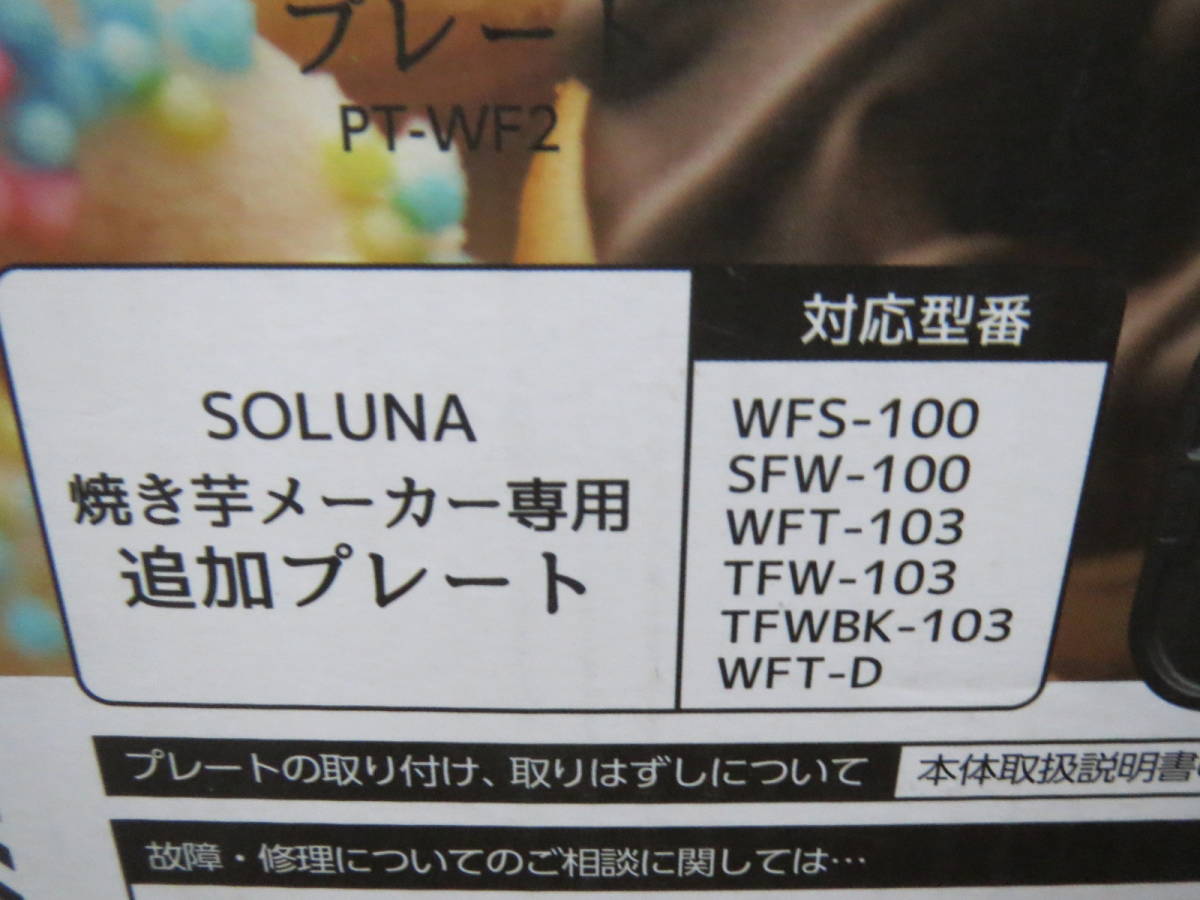 プレート
PT-WF2
SOLUNA
焼き芋メーカー専用
追加プレート
対応型番
WFS-100
SFW-100
WFT-103
TFW-103
TFWBK-103
WFT-D
プレートの取り付け、取りはずしについて
本体取扱説明書
故障・修理についてのご相談に関しては…